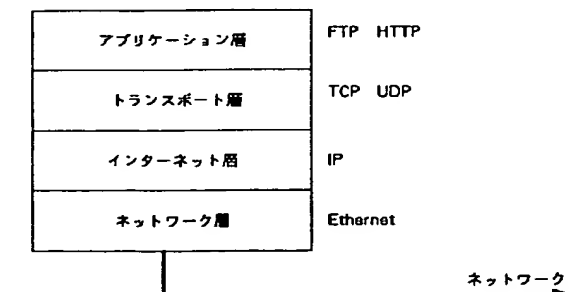 アプリケーション層 FTP HTTP
トランスポート層 TCP UDP
インターネット層 IP
ネットワーク層 Ethernet
ネットワーク